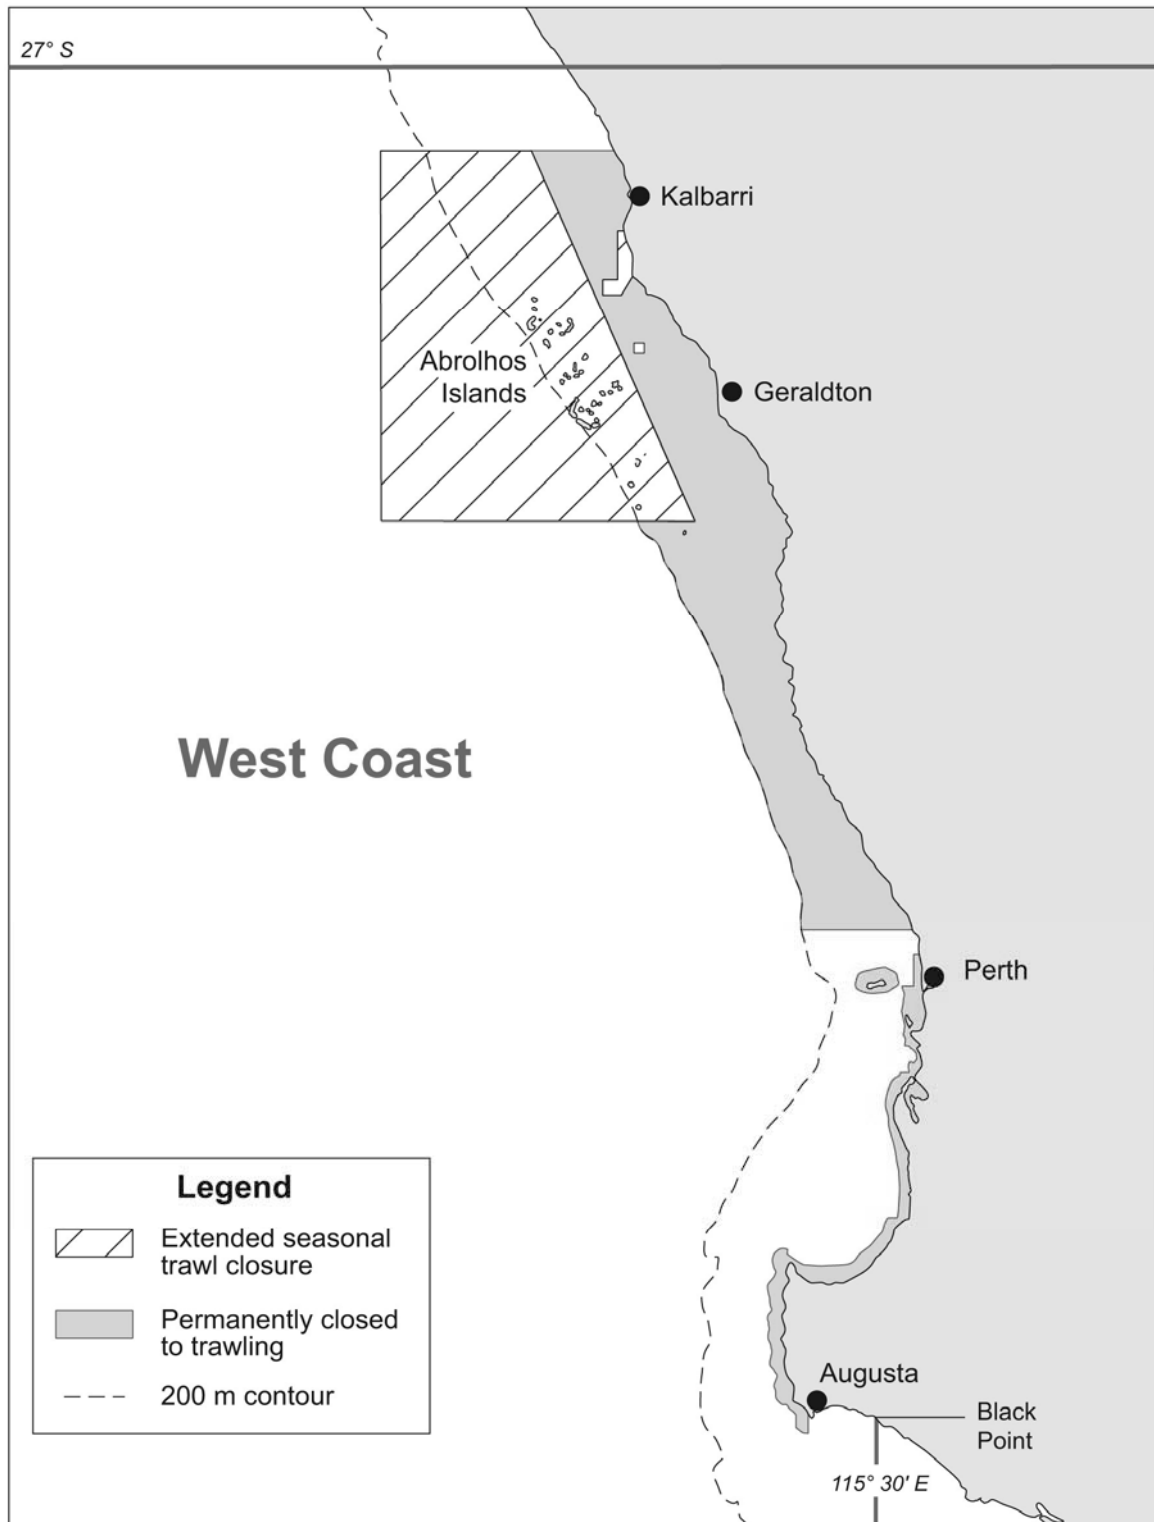 27° S
Kalbarri
Abrolhos
Islands
Geraldton
West Coast
Perth
Legend
Extended seasonal
trawl closure
Permanently closed
to trawling
200 m contour
Augusta
Black
Point
115° 30' E